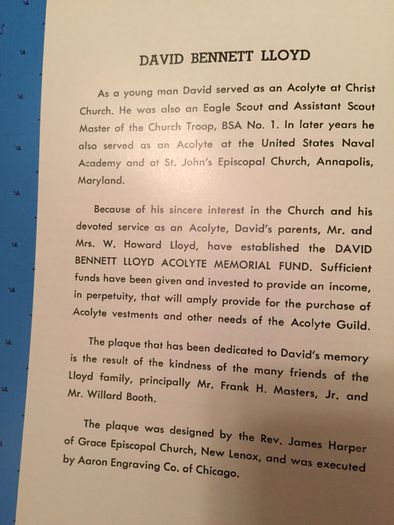 DAVID BENNETT LLOYD
As a young man David served as an Acolyte at Christ
Church. He was also an Eagle Scout and Assistant Scout
Master of the Church Troop, BSA No. 1. In later years he
also served as an Acolyte at the United States Naval
Academy and at St. John's Episcopal Church, Annapolis,
Maryland.
Because of his sincere interest in the Church and his
devoted service as an Acolyte, David's parents, Mr. and
Mrs. W. Howard Lloyd, have established the DAVID
BENNETT LLOYD ACOLYTE MEMORIAL FUND. Sufficient
funds have been given and invested to provide an income,
in perpetuity, that will amply provide for the purchase of
Acolyte vestments and other needs of the Acolyte Guild.
The plaque that has been dedicated to David's memory
is the result of the kindness of the many friends of the
Lloyd family, principally Mr. Frank H. Masters, Jr. and
Mr. Willard Booth.
The plaque was designed by the Rev. James Harper
of Grace Episcopal Church, New Lenox, and was executed
by Aaron Engraving Co. of Chicago.